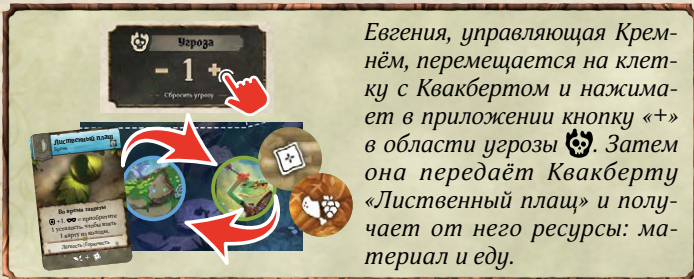 Угроза
– 1 +
Сбросить угрозу
Лиственный плащ
Во время защиты
+1, = приобретите
1 усталость, чтобы взять
1 карту из колоды.
Евгения, управляющая Крем-
нём, перемещается на клет-
ку с Квакбертом и нажима-
ет в приложении кнопку «+»
в области угрозы . Затем
она передаёт Квакберту
«Лиственный плащ» и полу-
чает от него ресурсы: ма-
териал и еду.